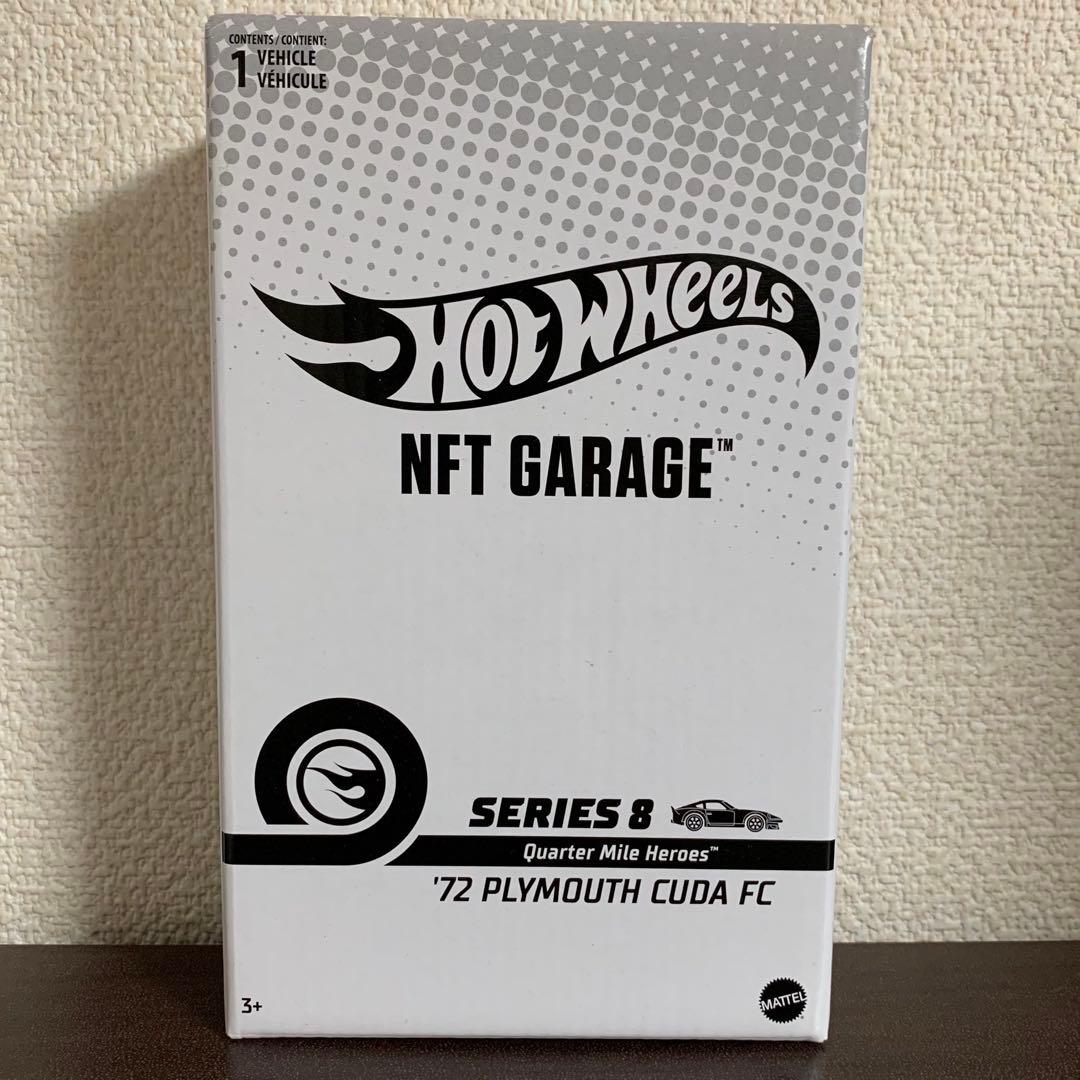 CONTENTS / CONTIENT:
1 VEHICLE
VÉHICULE
HOT WHEELS
NFT GARAGE™
SERIES 8
Quarter Mile Heroes™
'72 PLYMOUTH CUDA FC
3+
MATTEL